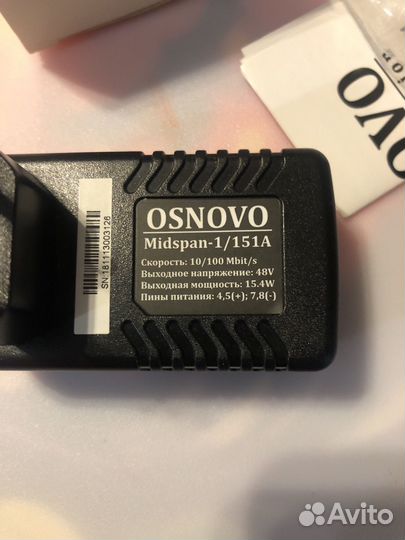 OSNOVO
Midspan-1/151A
Скорость: 10/100 Mbit/s
Выходное напряжение: 48V
Выходная мощность: 15.4W
Пины питания: 4,5(+); 7,8(-)
SN:181113003126
OVO
Avito